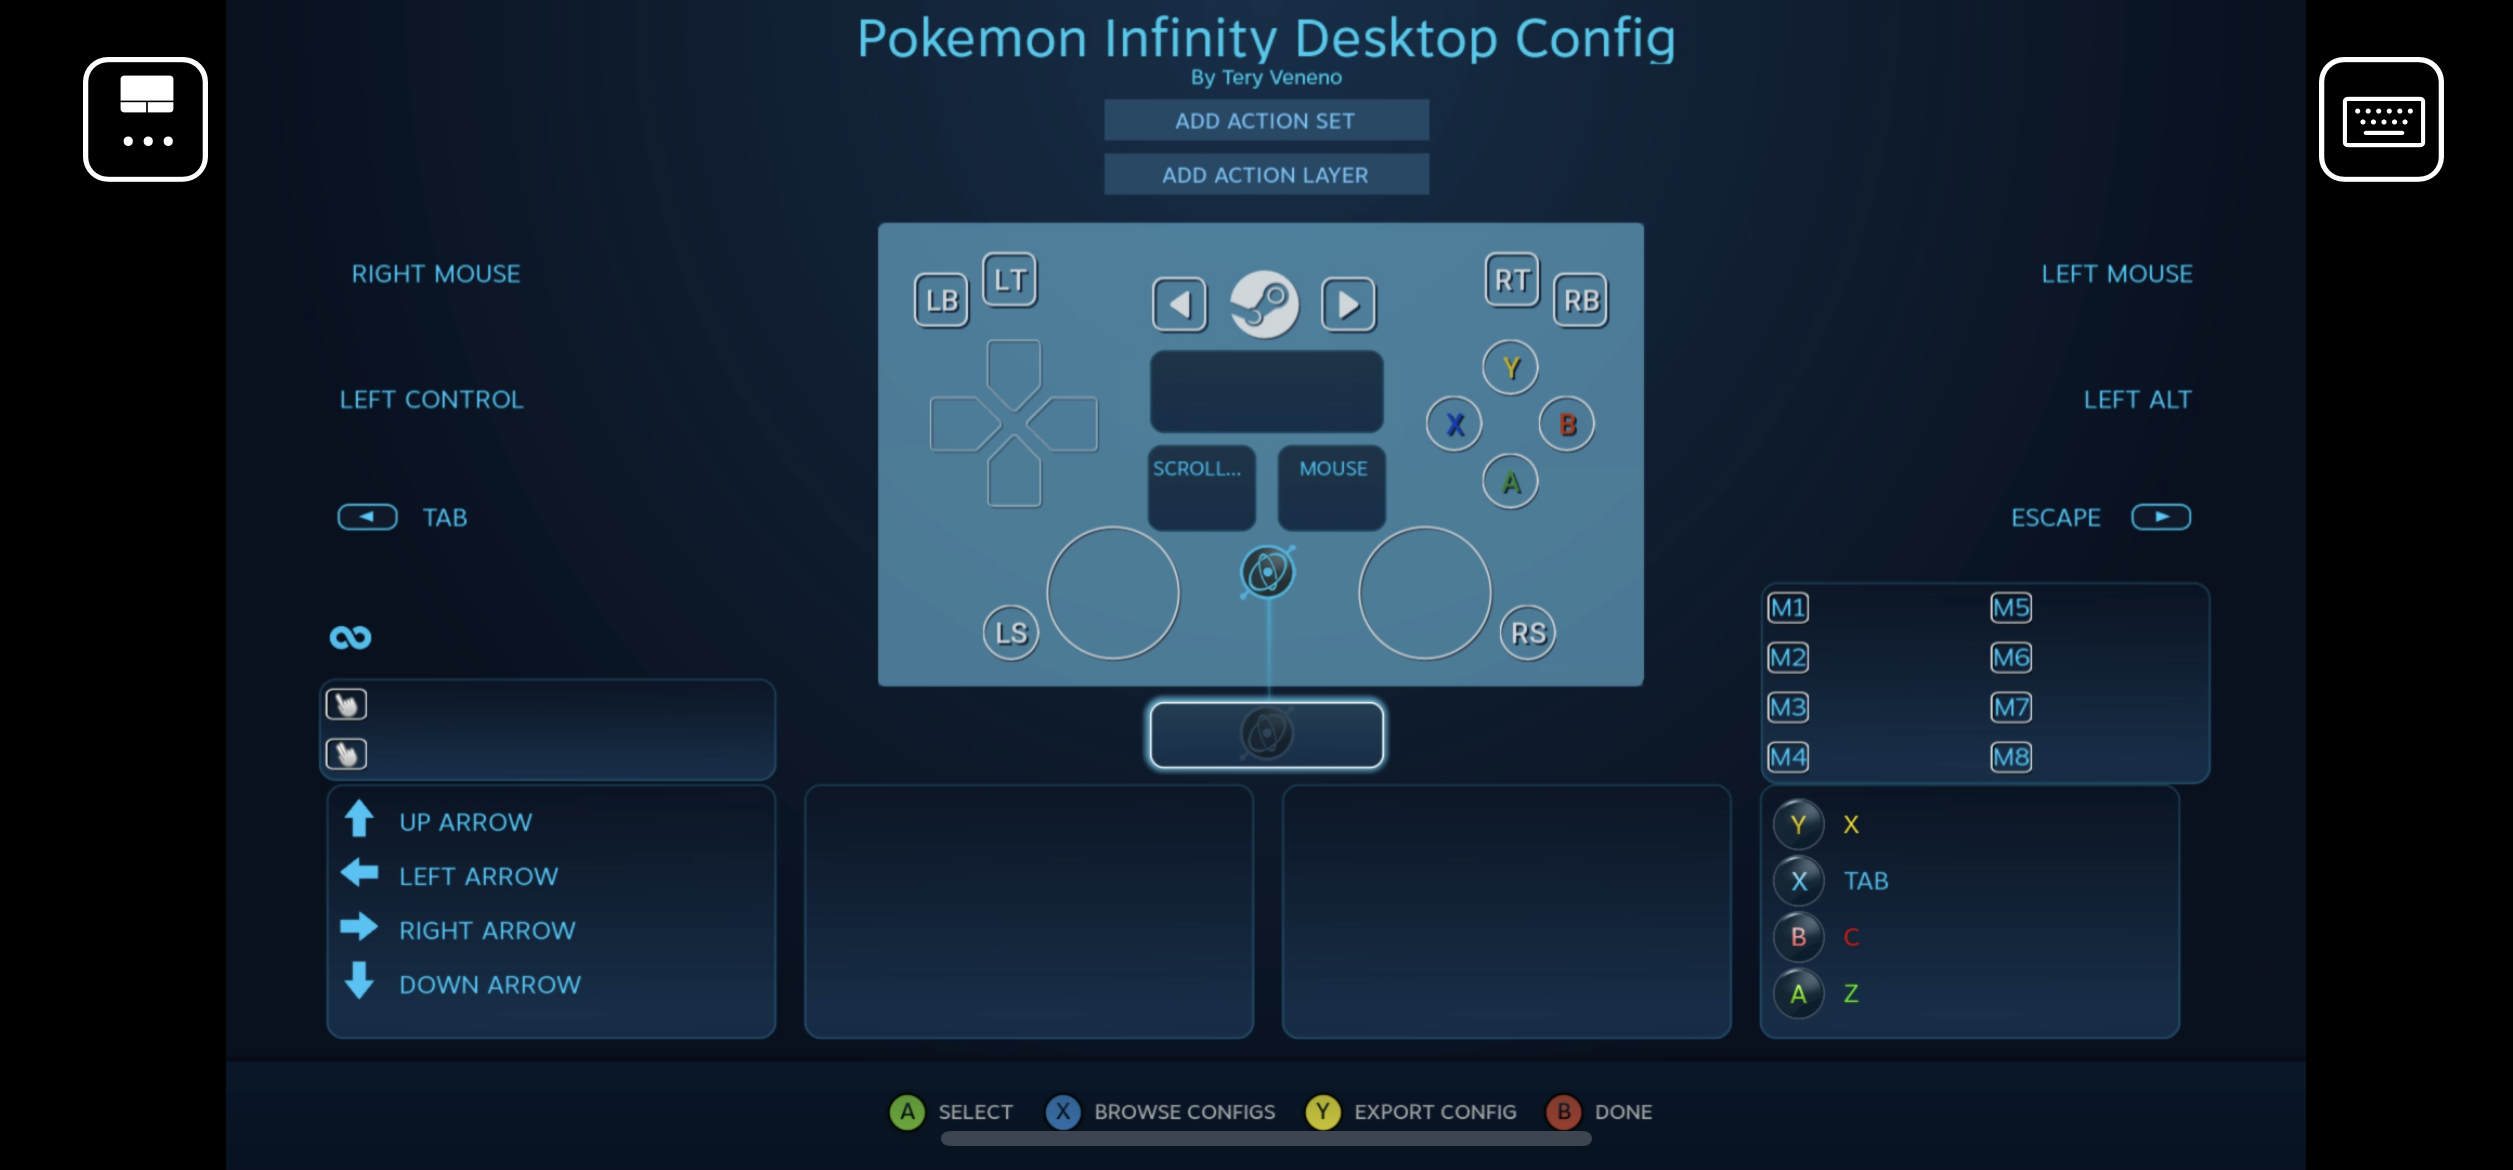 Pokemon Infinity Desktop Config
By Tery Veneno
ADD ACTION SET
ADD ACTION LAYER
RIGHT MOUSE
LEFT MOUSE
LB
LT
RT
RB
Y
X
B
A
LEFT CONTROL
LEFT ALT
SCROLL...
MOUSE
TAB
ESCAPE
LS
RS
M1
M5
M2
M6
M3
M7
M4
M8
UP ARROW
LEFT ARROW
RIGHT ARROW
DOWN ARROW
Y X
X TAB
B C
A Z
A SELECT X BROWSE CONFIGS Y EXPORT CONFIG B DONE